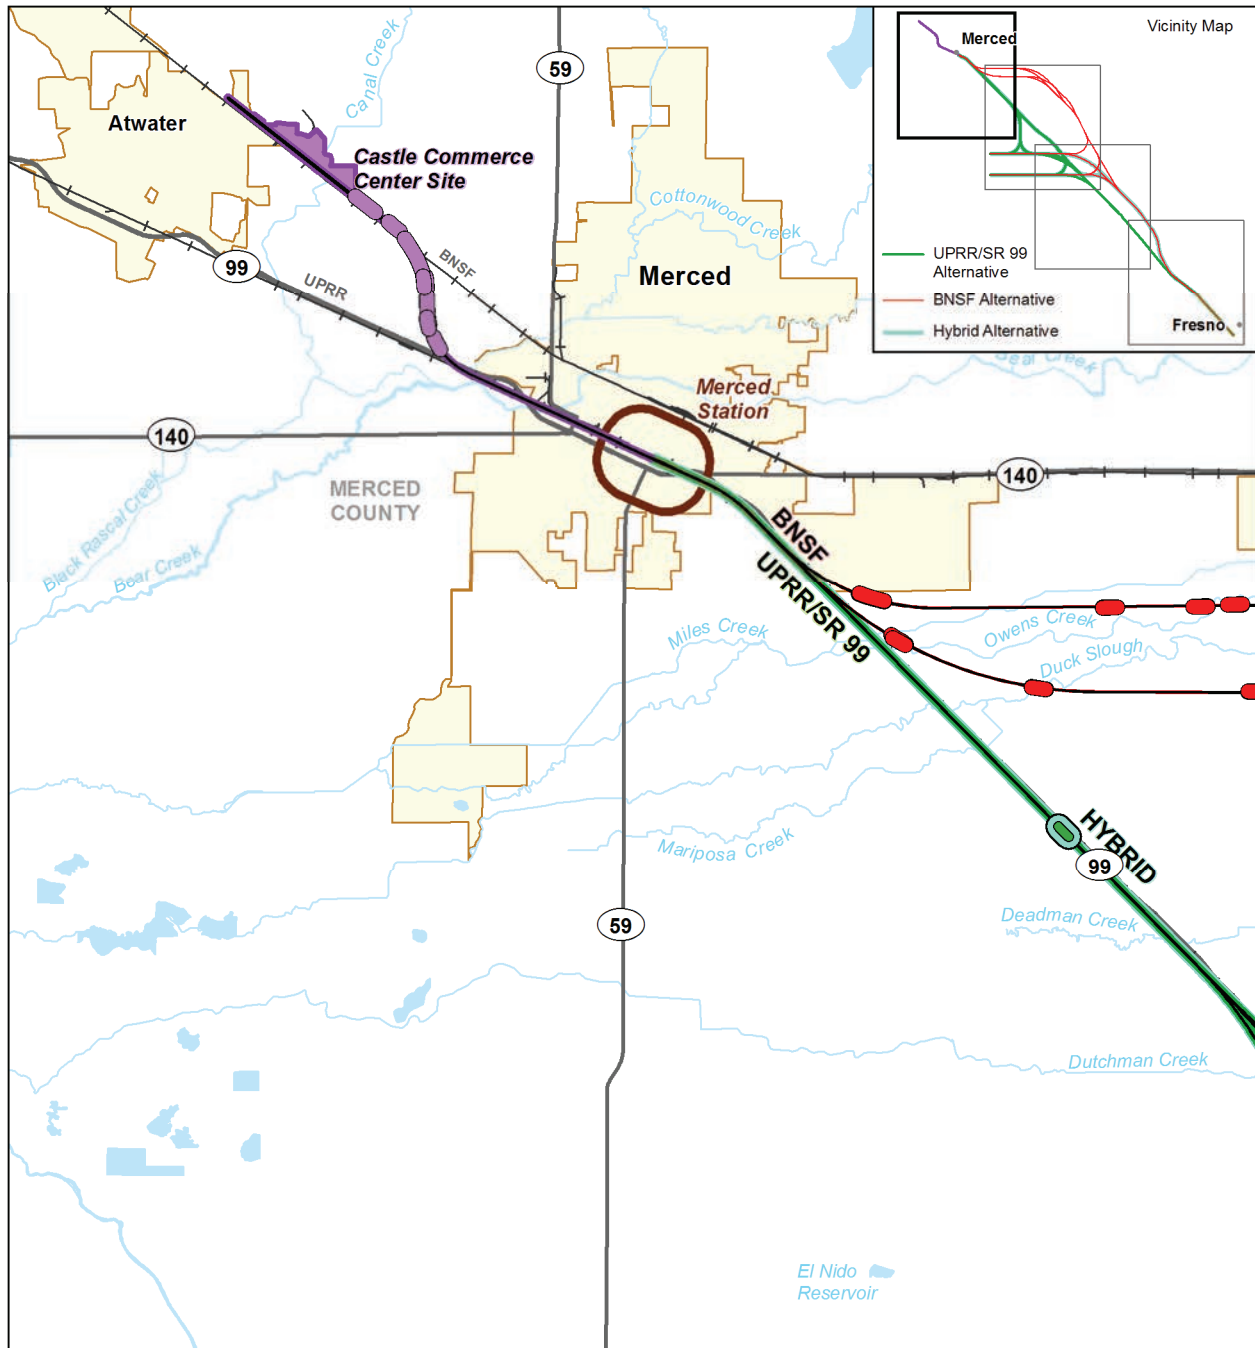 Vicinity Map
Merced
59
Canal Creek
Atwater
Castle Commerce
Center Site
Cottonwood Creek
UPRR/SR 99
Alternative
BNSF Alternative
Hybrid Alternative
Fresno
99
UPRR
BNSF
Merced
Bear Creek
Merced
Station
140
140
MERCED
COUNTY
Black Rascal Creek
Bear Creek
BNSF
UPRR/SR 99
Miles Creek
Owens Creek
Duck Slough
Mariposa Creek
HYBRID
99
59
Deadman Creek
Dutchman Creek
El Nido
Reservoir